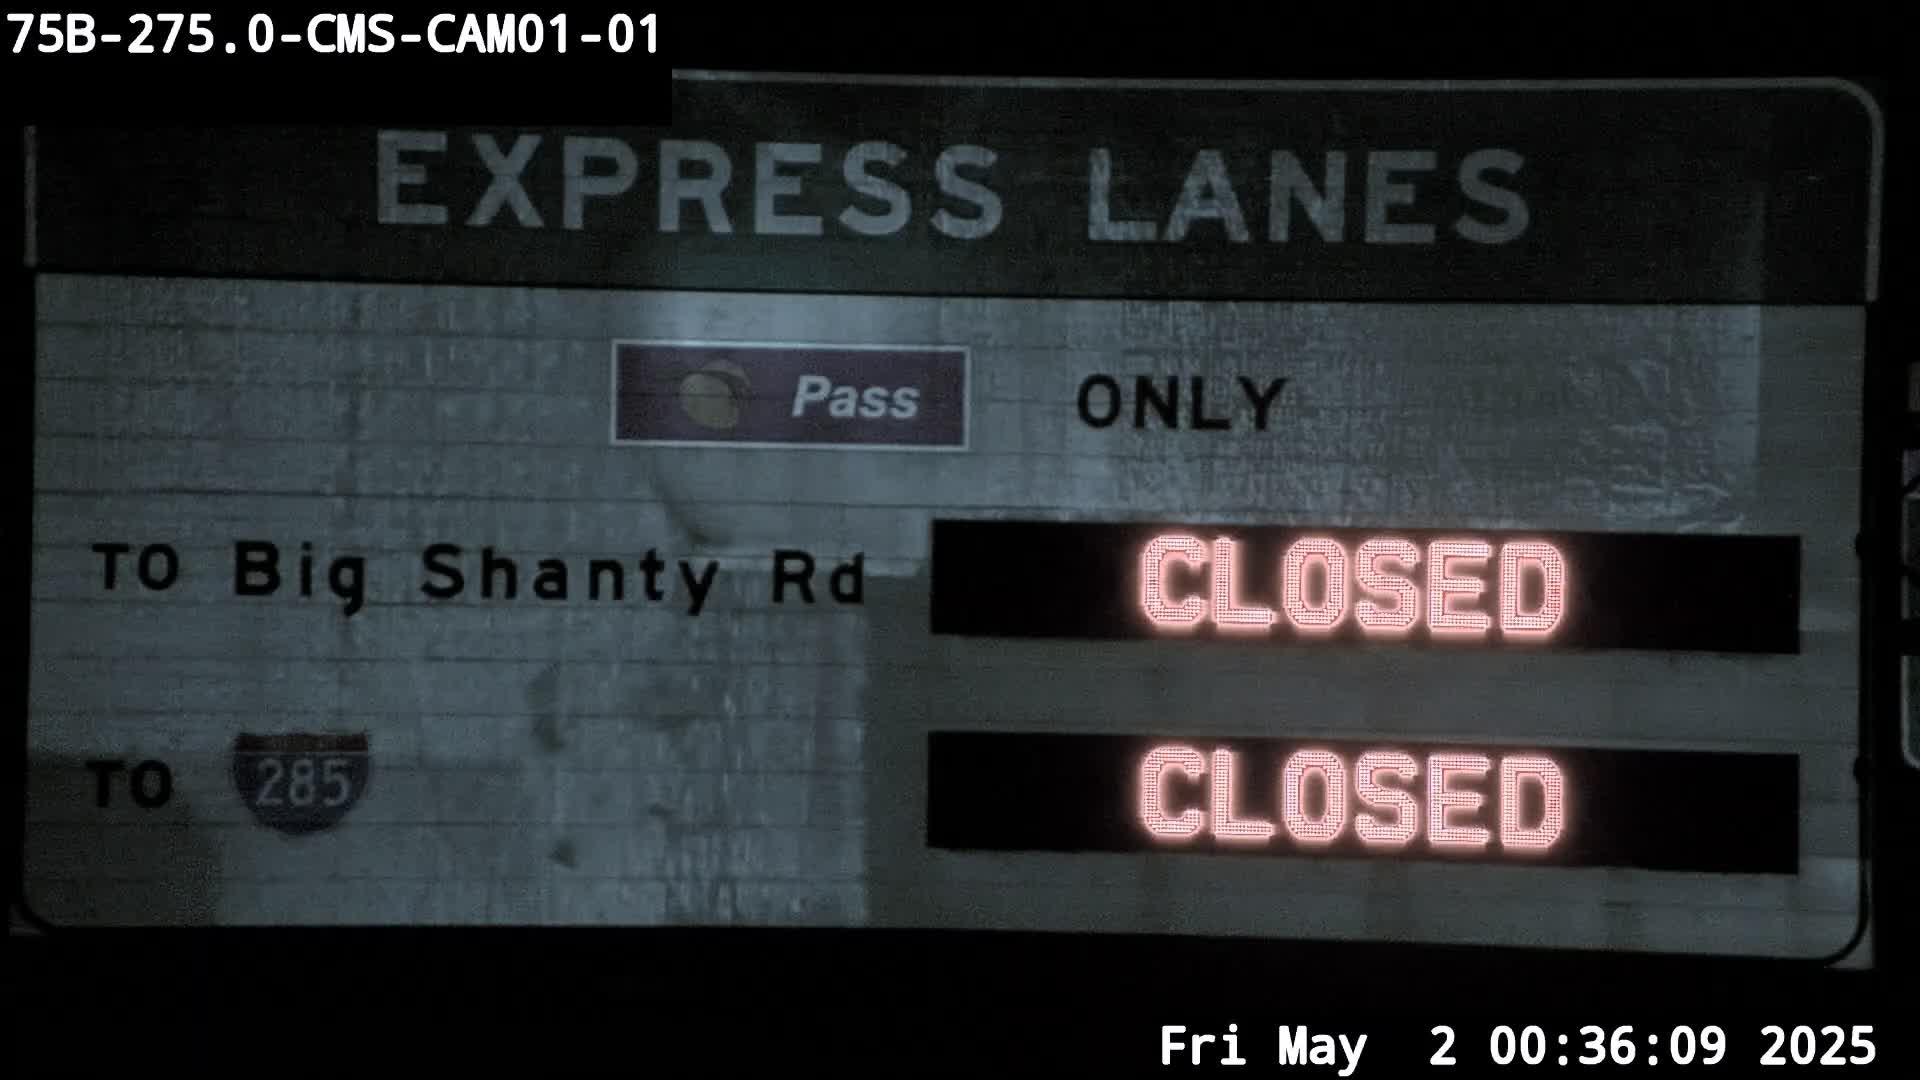 75B-275.0-CMS-CAM01-01
EXPRESS LANES
Pass ONLY
TO Big Shanty Rd CLOSED
TO 285 CLOSED
Fri May 2 00:36:09 2025